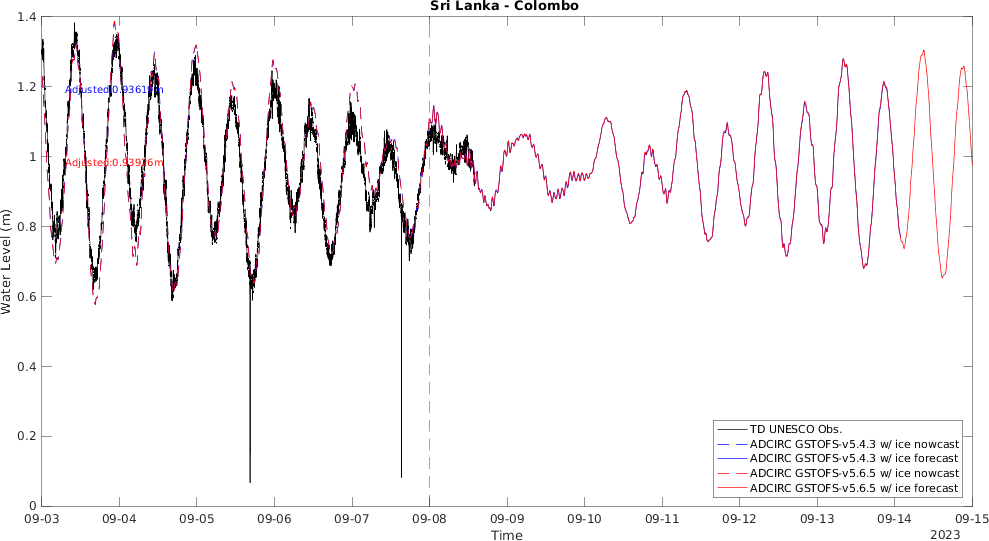 Sri Lanka - Colombo
1.4
1.2
1
0.8
0.6
0.4
0.2
0
Water Level (m)
Adjusted:0.93619m
TD UNESCO Obs.
ADCIRC GSTOFS-v5.4.3 w/ ice nowcast
ADCIRC GSTOFS-v5.4.3 w/ ice forecast
ADCIRC GSTOFS-v5.6.5 w/ ice nowcast
ADCIRC GSTOFS-v5.6.5 w/ ice forecast
09-03 09-04 09-05 09-06 09-07 09-08 09-09 09-10 09-11 09-12 09-13 09-14 09-15
Time
2023